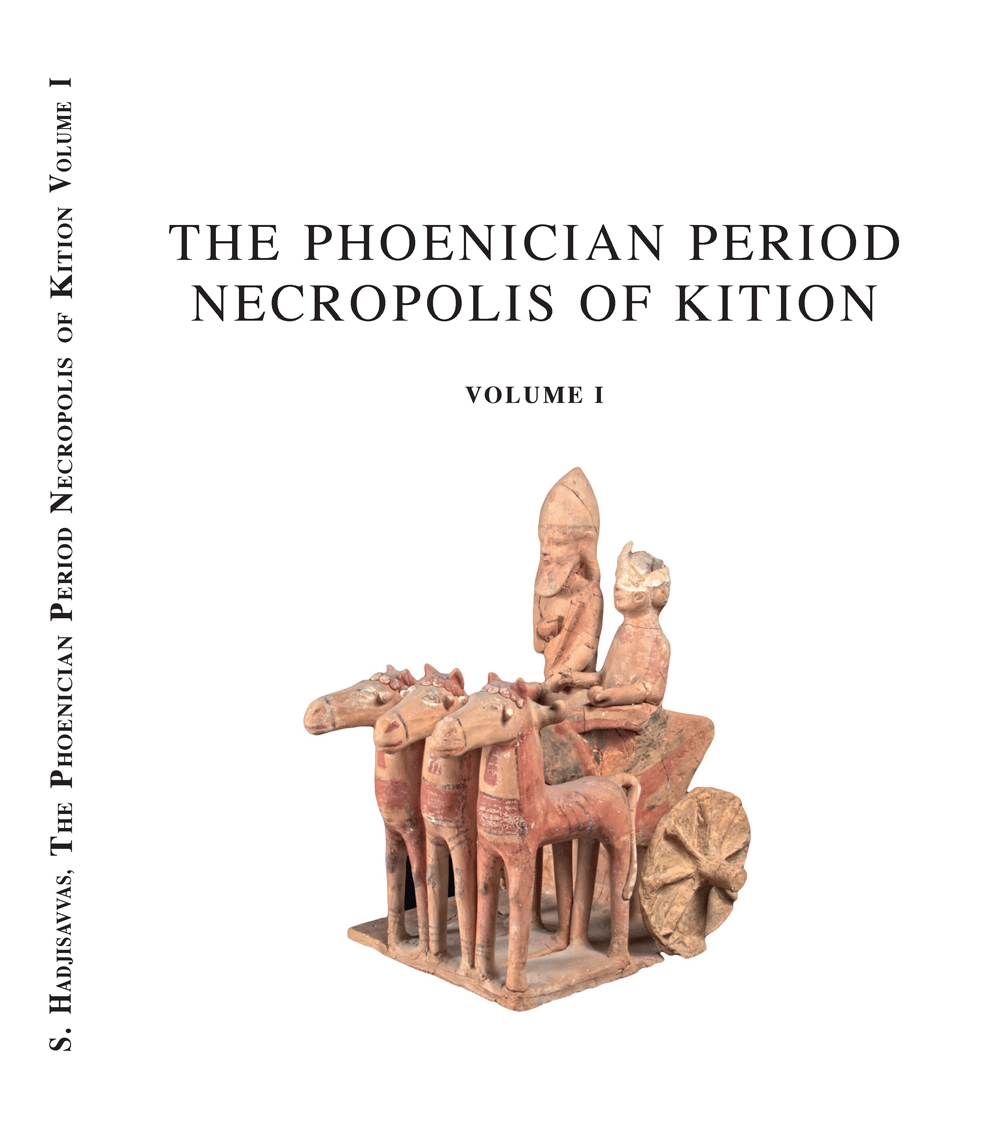 S. HADJISAVVAS, THE PHOENICIAN PERIOD NECROPOLIS OF KITION VOLUME I
THE PHOENICIAN PERIOD
NECROPOLIS OF KITION
VOLUME I